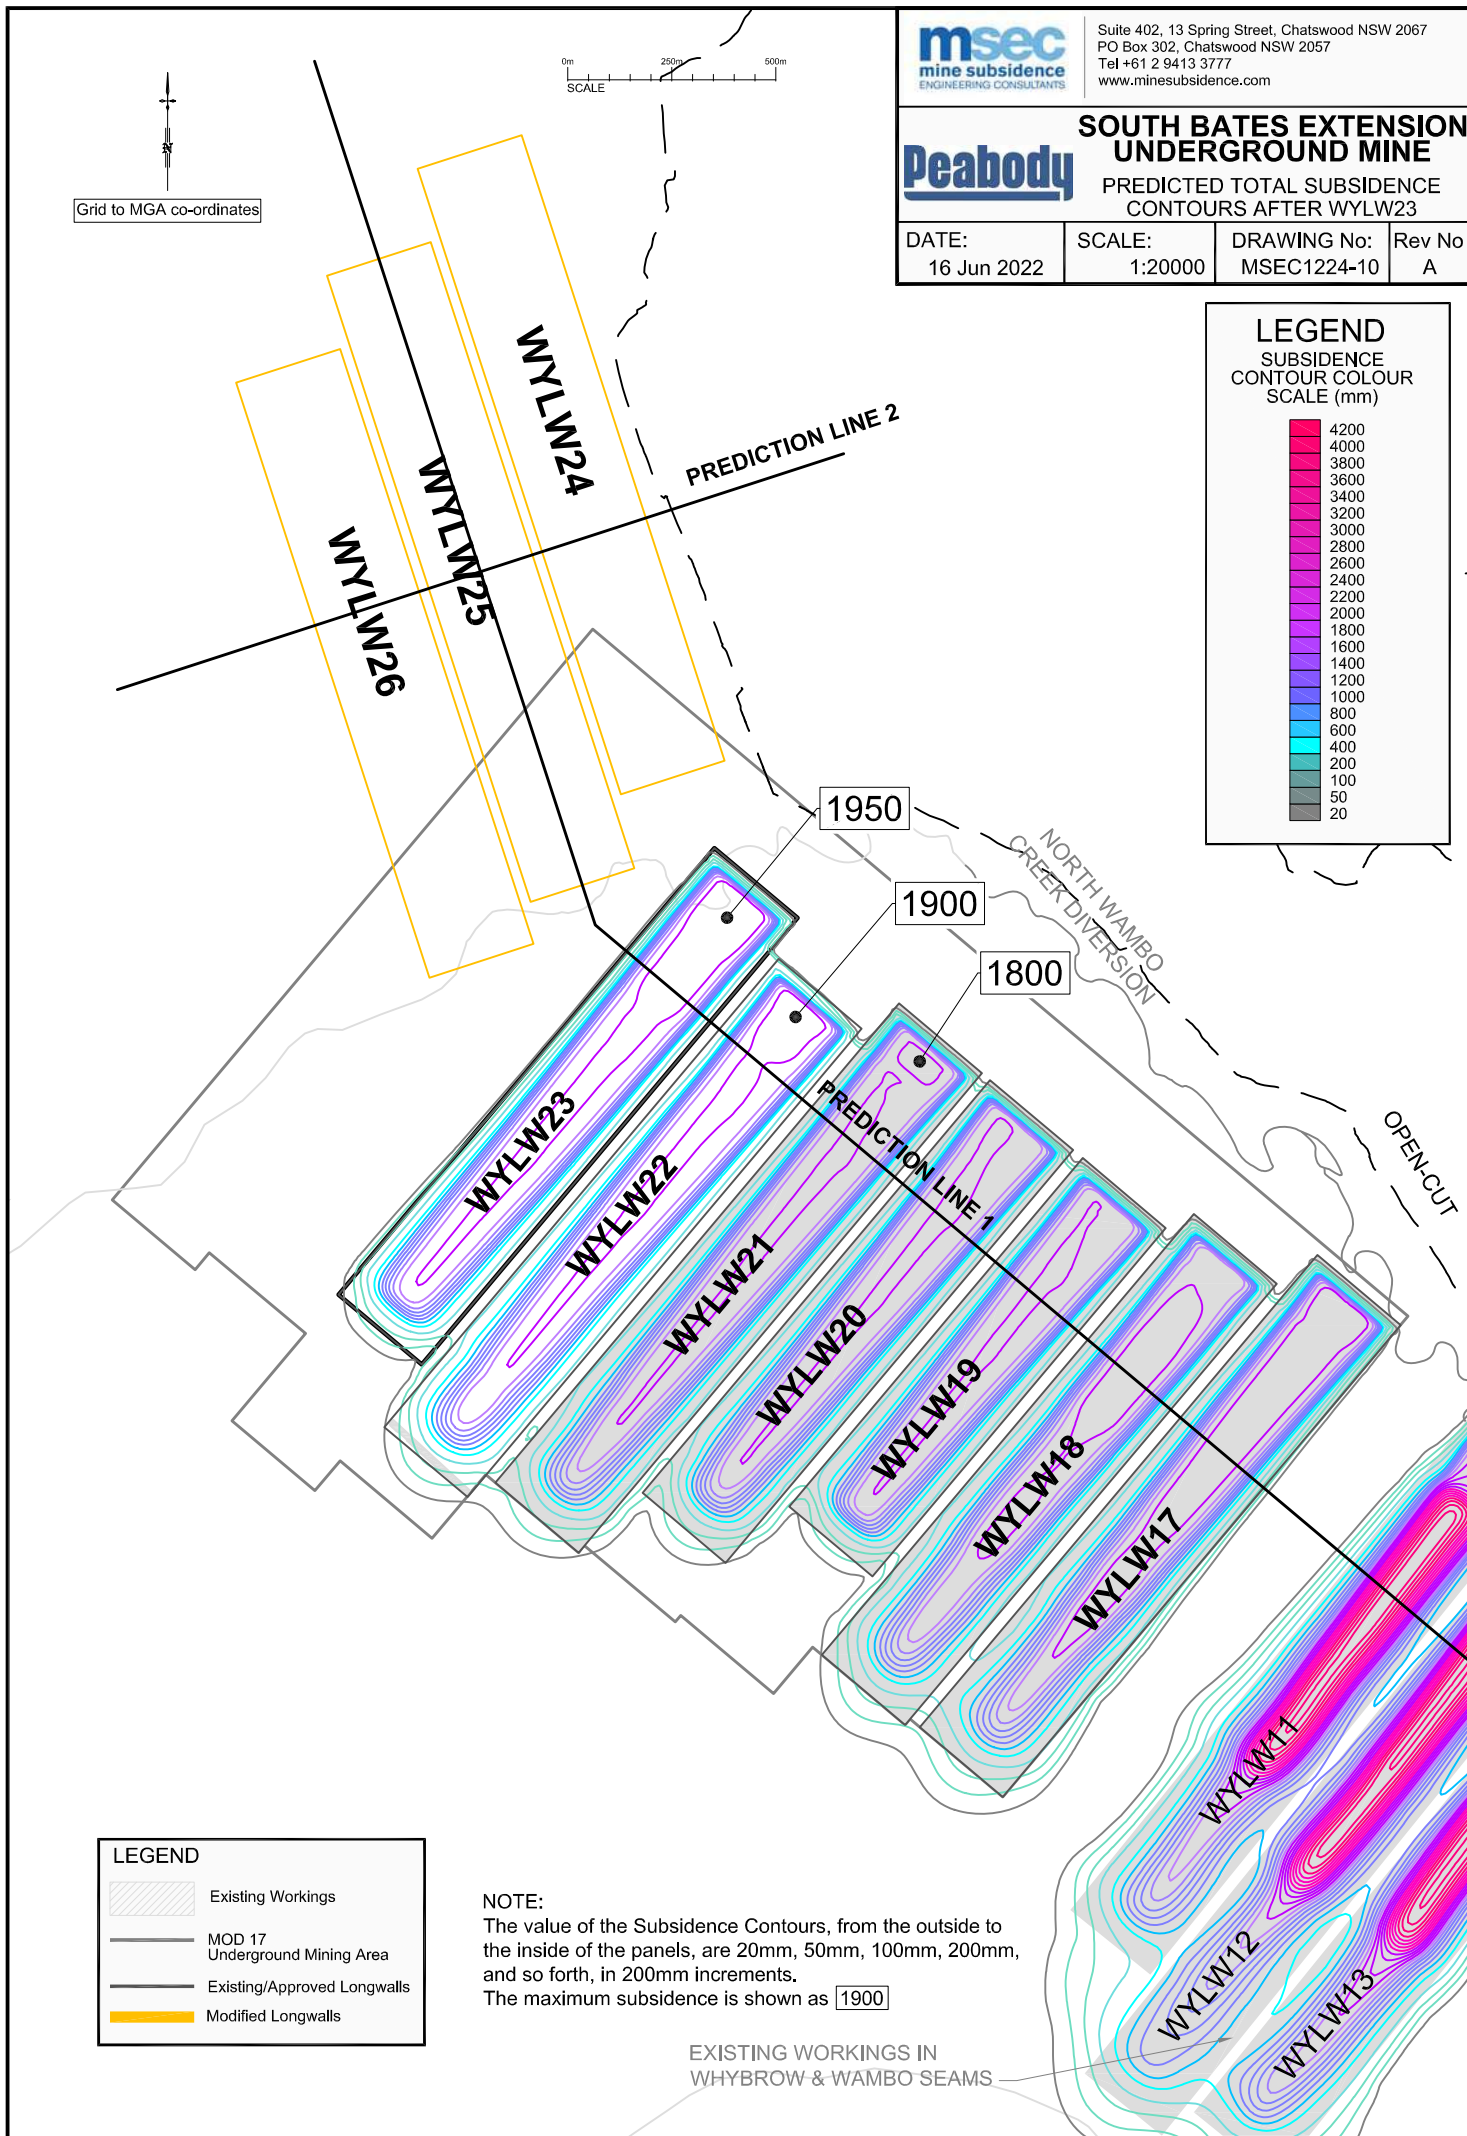 msec
mine subsidence
ENGINEERING CONSULTANTS
Suite 402, 13 Spring Street, Chatswood NSW 2067
PO Box 302, Chatswood NSW 2057
Tel +61 2 9413 3777
www.minesubsidence.com
Peabody
SOUTH BATES EXTENSION
UNDERGROUND MINE
PREDICTED TOTAL SUBSIDENCE
CONTOURS AFTER WYLW23
DATE:
16 Jun 2022
SCALE:
1:20000
DRAWING No:
MSEC1224-10
Rev No
A
0m 250m 500m
SCALE
N
Grid to MGA co-ordinates
LEGEND
SUBSIDENCE
CONTOUR COLOUR
SCALE (mm)
4200
4000
3800
3600
3400
3200
3000
2800
2600
2400
2200
2000
1800
1600
1400
1200
1000
800
600
400
200
100
50
20
WYLW24
PREDICTION LINE 2
WYLW25
WYLW26
1950
1900
1800
NORTH WAMBO
CREEK DIVERSION
OPEN-CUT
PREDICTION LINE 1
WYLW23
WYLW22
WYLW21
WYLW20
WYLW19
WYLW18
WYLW17
WYLW11
WYLW12
WYLW13
LEGEND
Existing Workings
MOD 17
Underground Mining Area
Existing/Approved Longwalls
Modified Longwalls
NOTE:
The value of the Subsidence Contours, from the outside to
the inside of the panels, are 20mm, 50mm, 100mm, 200mm,
and so forth, in 200mm increments.
The maximum subsidence is shown as 1900
EXISTING WORKINGS IN
WHYBROW & WAMBO SEAMS